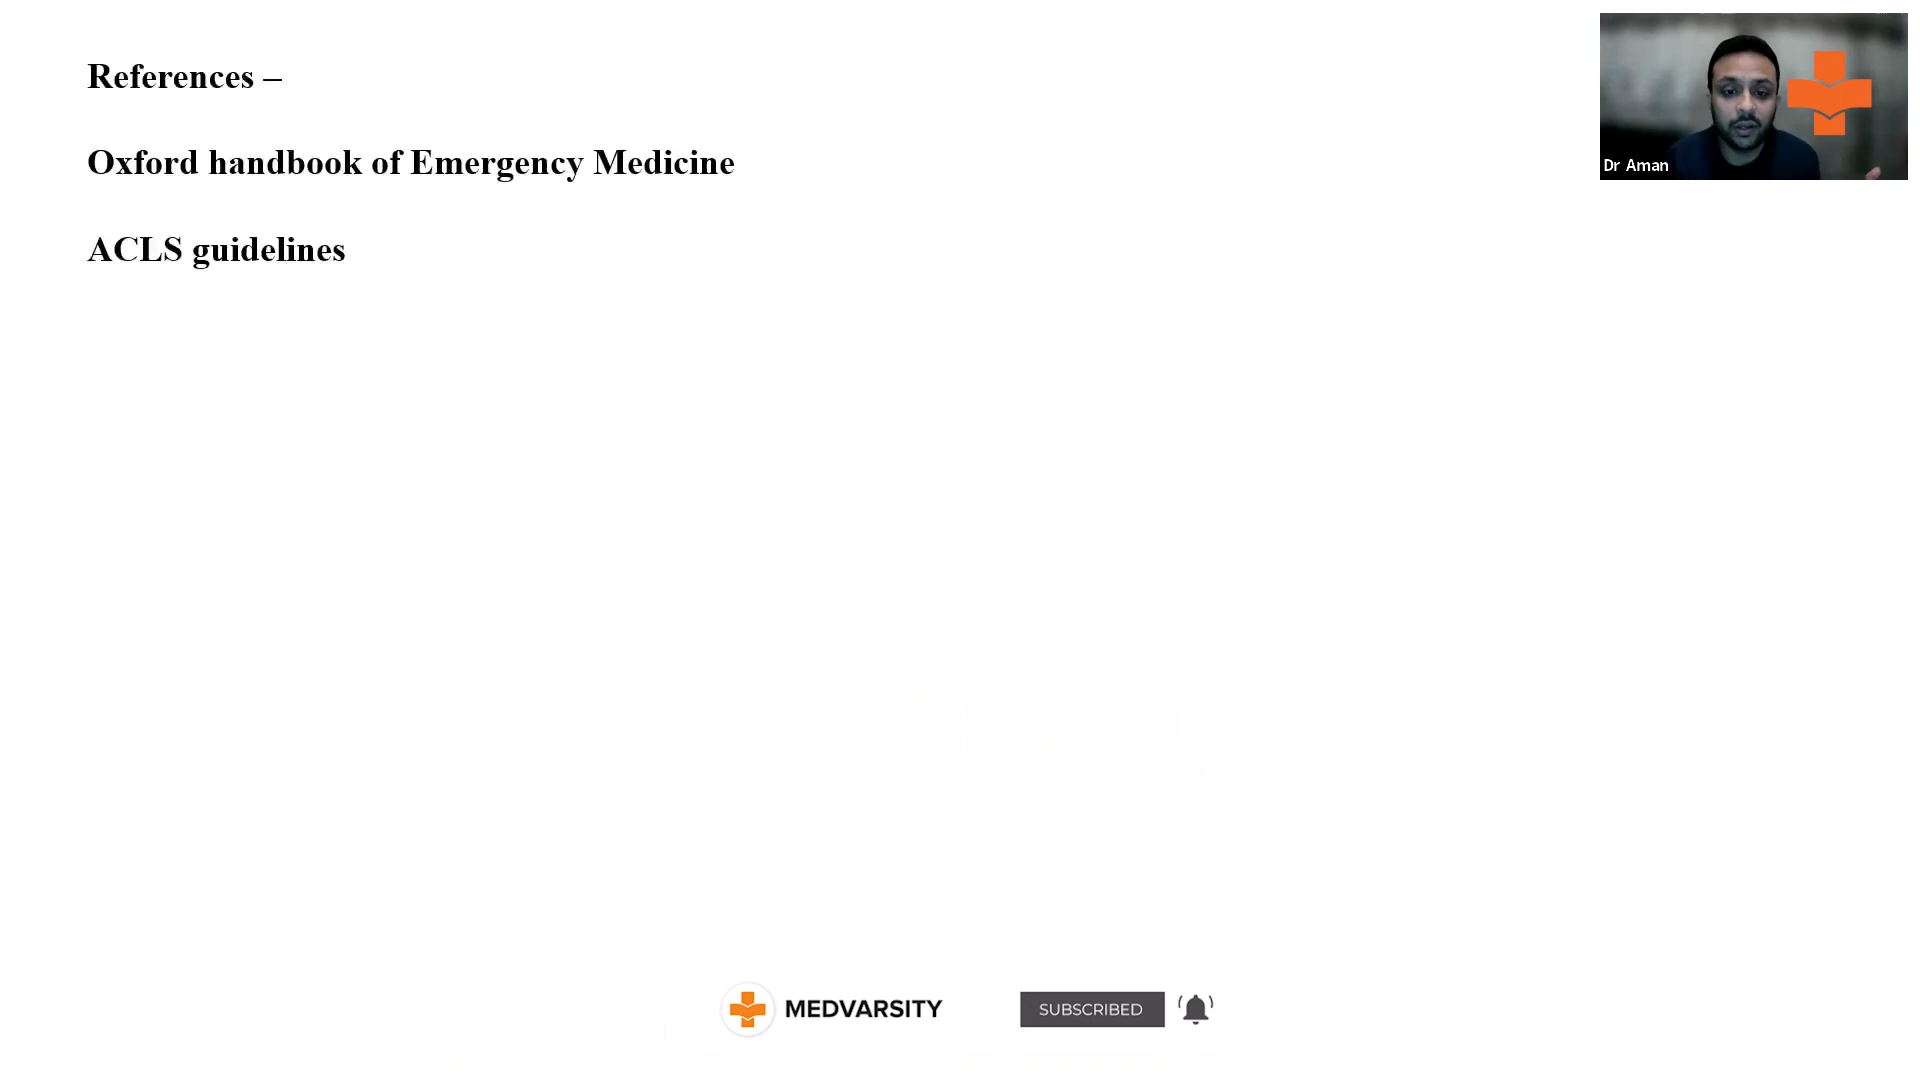 References –
Oxford handbook of Emergency Medicine
ACLS guidelines
Dr Aman
MEDVARSITY
SUBSCRIBED